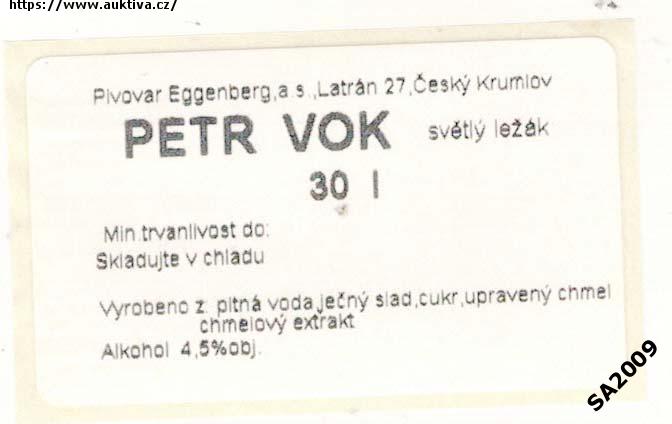 https://www.auktiva.cz/
Pivovar Eggenberg,a.s.,Latrán 27,Český Krumlov
PETR VOK světlý ležák
30 l
Min.trvanlivost do:
Skladujte v chladu
Vyrobeno z: pitná voda,ječný slad,cukr,upravený chmel
chmelový extrakt
Alkohol 4,5%obj.
SA2009